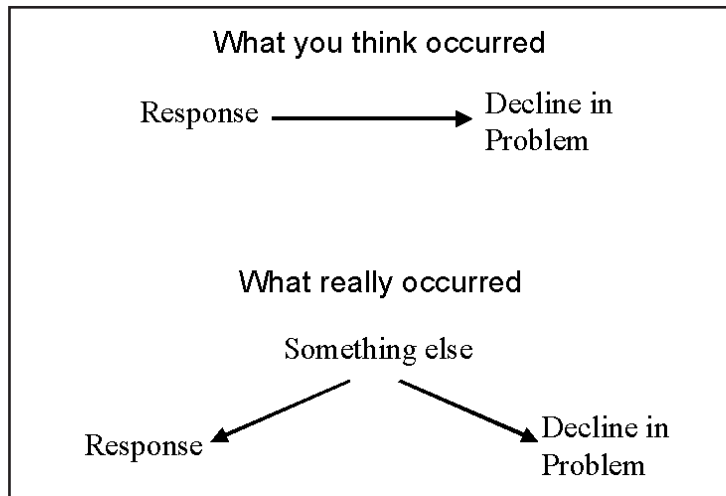 What you think occurred
Response
Decline in
Problem
What really occurred
Something else
Response
Decline in
Problem